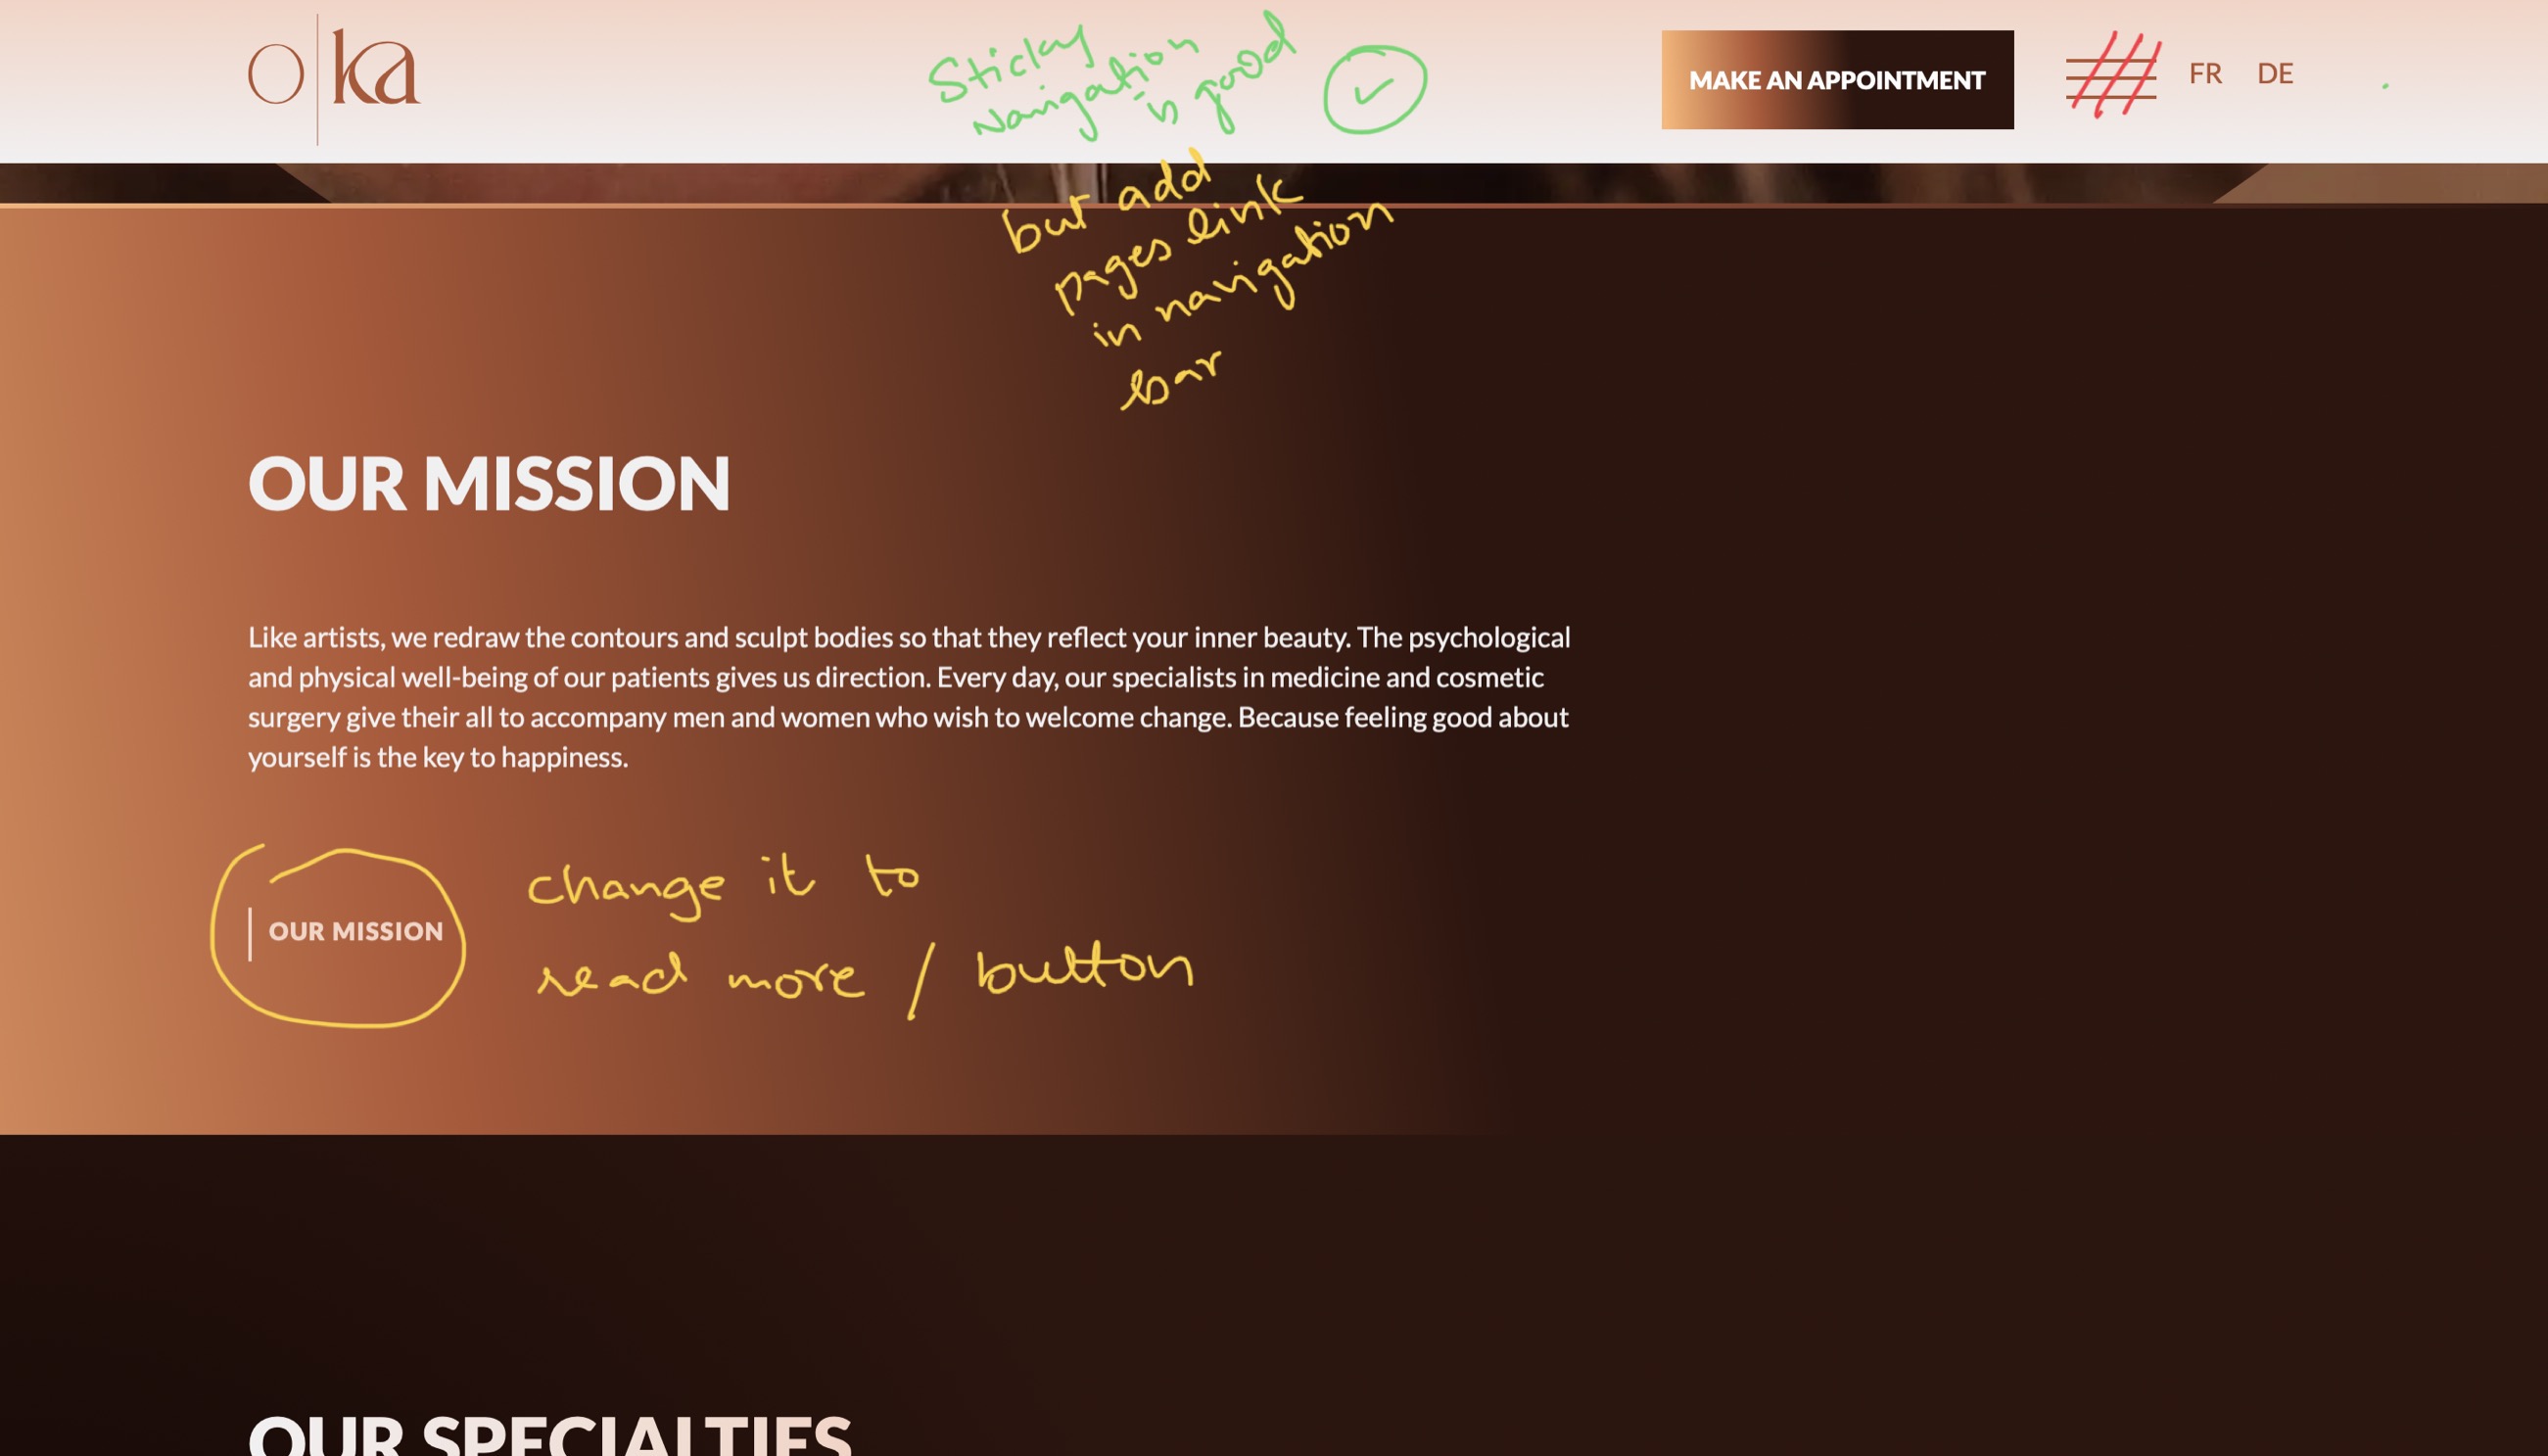 o ka
Sticky
Navigation
is good
MAKE AN APPOINTMENT
FR DE
but add
pages link
in navigation
bar
OUR MISSION
Like artists, we redraw the contours and sculpt bodies so that they reflect your inner beauty. The psychological
and physical well-being of our patients gives us direction. Every day, our specialists in medicine and cosmetic
surgery give their all to accompany men and women who wish to welcome change. Because feeling good about
yourself is the key to happiness.
OUR MISSION
change it to
read more / button
OUR SPECIALTIES